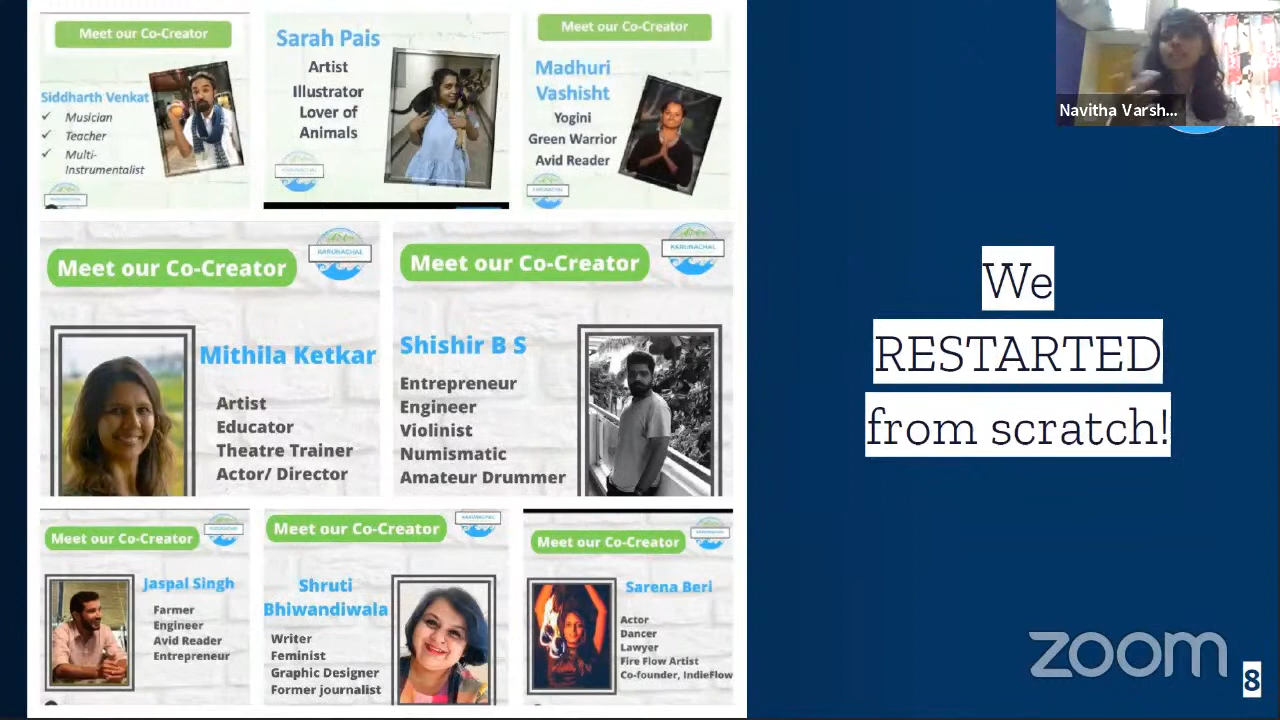 Meet our Co-Creator
Siddharth Venkat
✓ Musician
✓ Teacher
✓ Multi-
Instrumentalist
Sarah Pais
Artist
Illustrator
Lover of
Animals
Meet our Co-Creator
Madhuri
Vashisht
Yogini
Green Warrior
Avid Reader
Meet our Co-Creator
KARUNACHAL
Mithila Ketkar
Artist
Educator
Theatre Trainer
Actor/ Director
Meet our Co-Creator
KARUNACHAL
Shishir B S
Entrepreneur
Engineer
Violinist
Numismatic
Amateur Drummer
Meet our Co-Creator
KARUNACHAL
Jaspal Singh
Farmer
Engineer
Avid Reader
Entrepreneur
Meet our Co-Creator
KARUNACHAL
Shruti
Bhiwandiwala
Writer
Feminist
Graphic Designer
Former journalist
Meet our Co-Creator
KARUNACHAL
Sarena Beri
Actor
Dancer
Lawyer
Fire Flow Artist
Co-founder, IndieFlow
Navitha Varsh...
We
RESTARTED
from scratch!
zoom
8